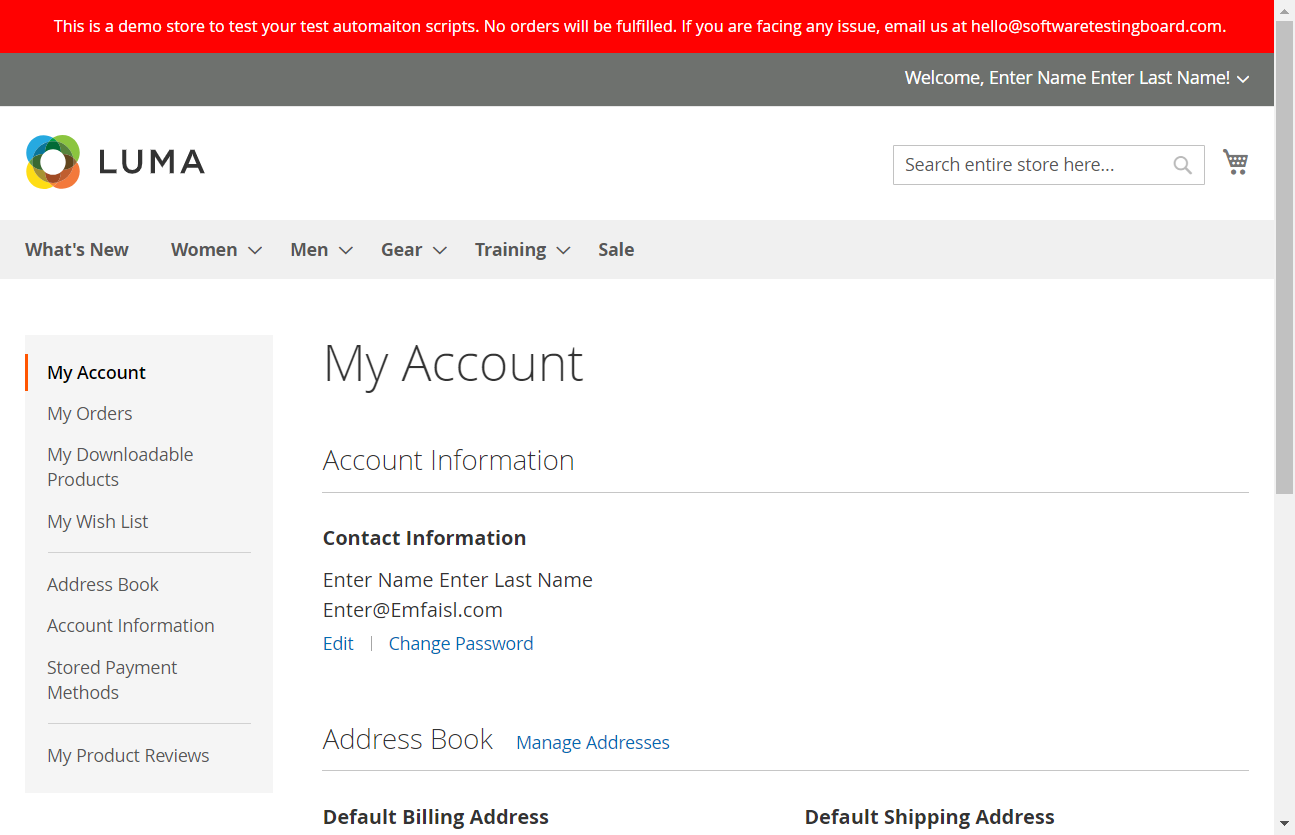 This is a demo store to test your test automaiton scripts. No orders will be fulfilled. If you are facing any issue, email us at hello@softwaretestingboard.com.
Welcome, Enter Name Enter Last Name!
LUMA
Search entire store here...
What's New Women Men Gear Training Sale
My Account
My Orders
My Downloadable
Products
My Wish List
Address Book
Account Information
Stored Payment
Methods
My Product Reviews
My Account
Account Information
Contact Information
Enter Name Enter Last Name
Enter@Emfaisl.com
Edit | Change Password
Address Book Manage Addresses
Default Billing Address Default Shipping Address